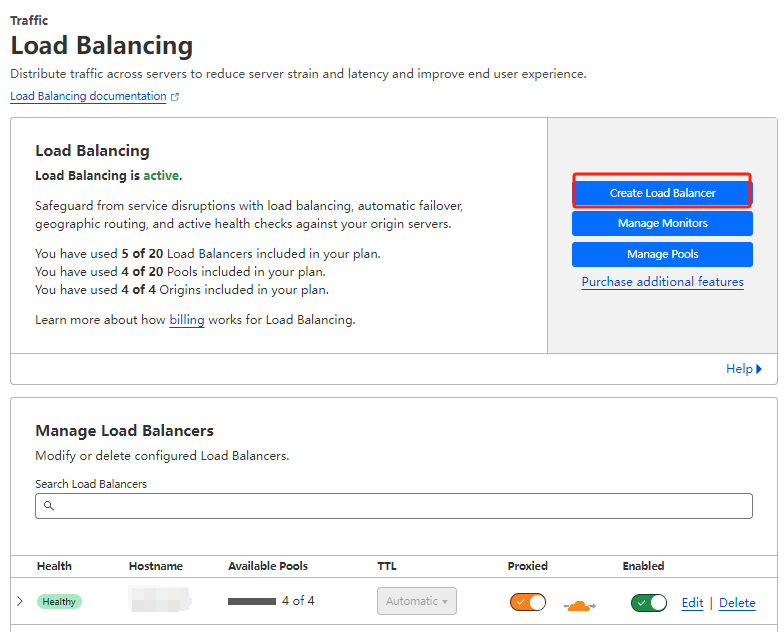 Traffic
Load Balancing
Distribute traffic across servers to reduce server strain and latency and improve end user experience.
Load Balancing documentation
Load Balancing
Load Balancing is active.
Safeguard from service disruptions with load balancing, automatic failover,
geographic routing, and active health checks against your origin servers.
You have used 5 of 20 Load Balancers included in your plan.
You have used 4 of 20 Pools included in your plan.
You have used 4 of 4 Origins included in your plan.
Learn more about how billing works for Load Balancing.
Create Load Balancer
Manage Monitors
Manage Pools
Purchase additional features
Help
Manage Load Balancers
Modify or delete configured Load Balancers.
Search Load Balancers
Health Hostname Available Pools TTL Proxied Enabled
Healthy 4 of 4 Automatic Edit | Delete